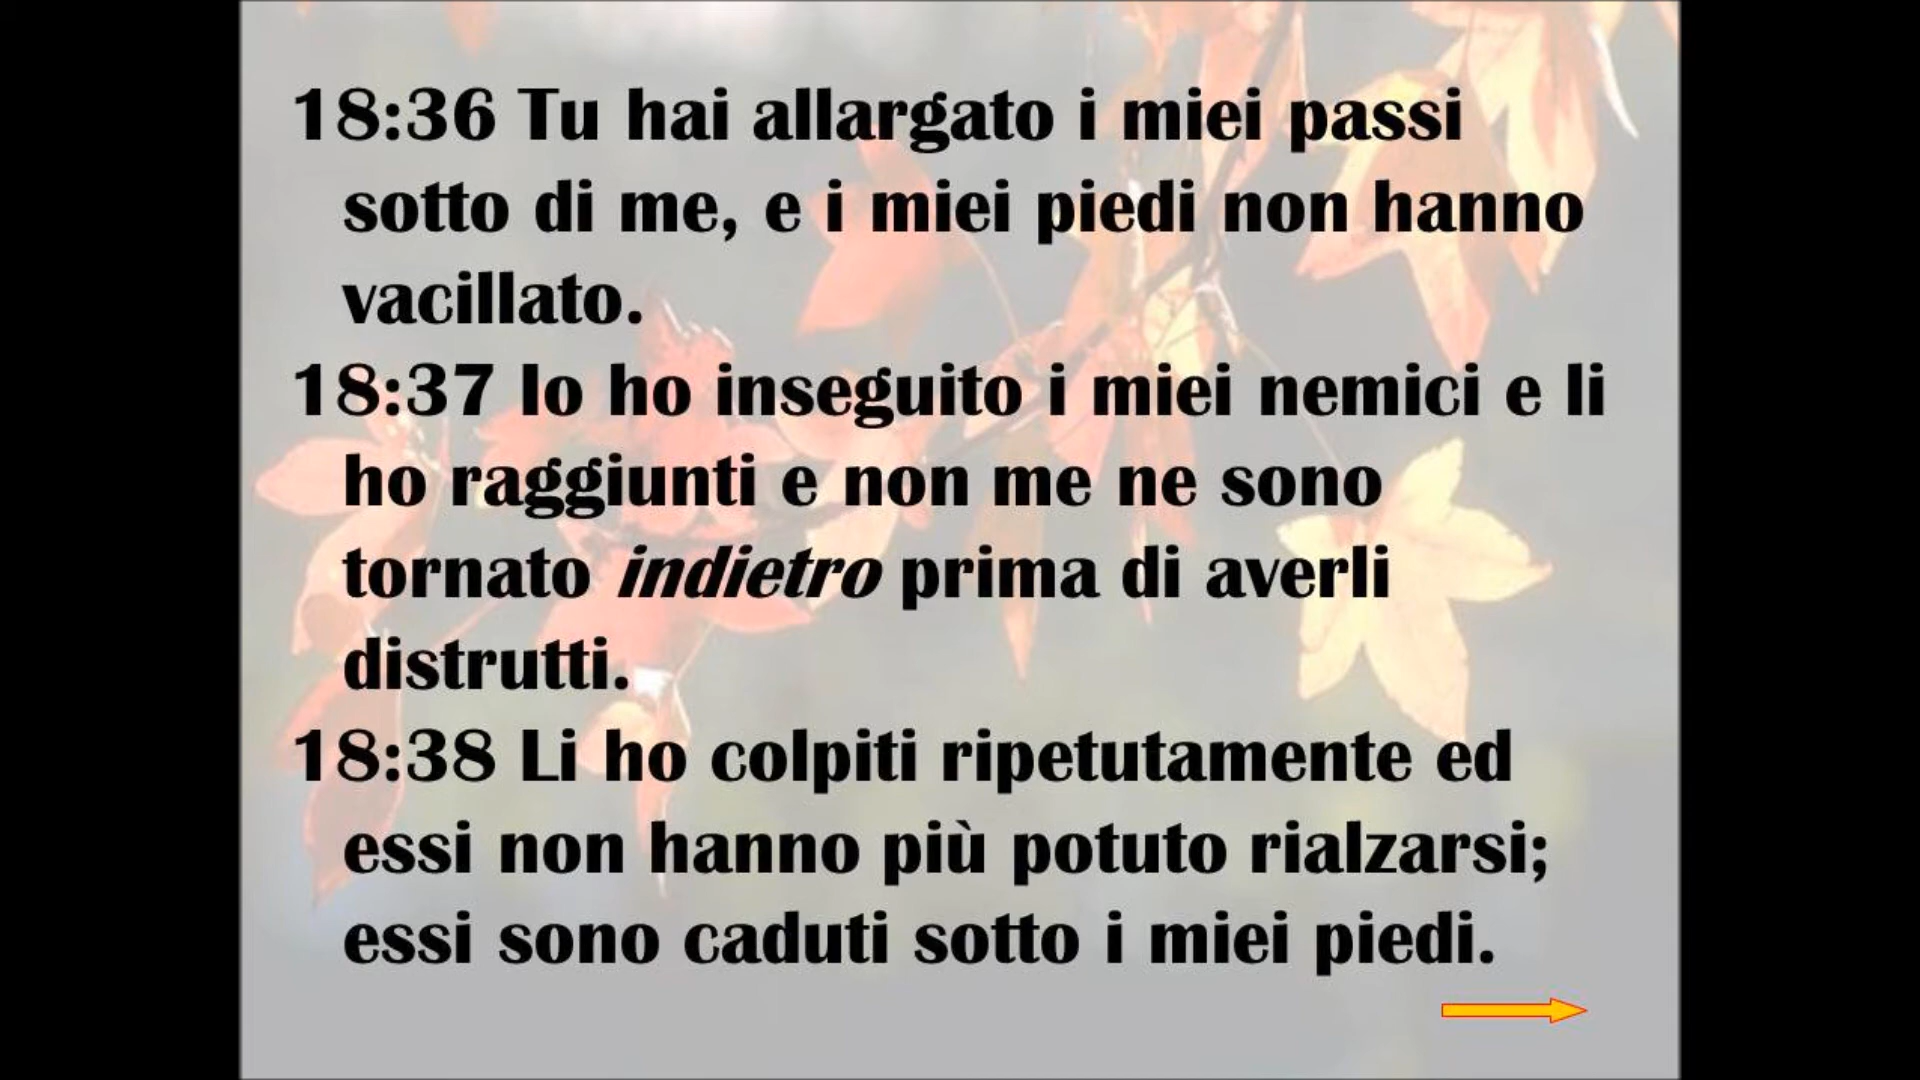 18:36 Tu hai allargato i miei passi
sotto di me, e i miei piedi non hanno
vacillato.
18:37 Io ho inseguito i miei nemici e li
ho raggiunti e non me ne sono
tornato indietro prima di averli
distrutti.
18:38 Li ho colpiti ripetutamente ed
essi non hanno più potuto rialzarsi;
essi sono caduti sotto i miei piedi.